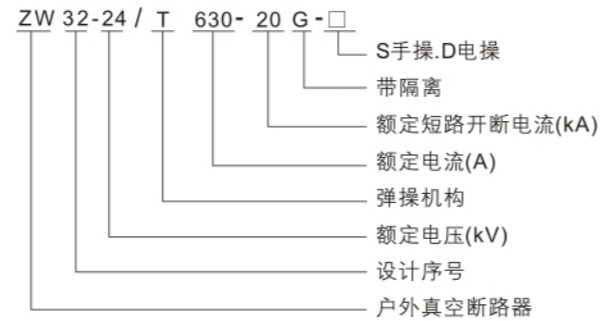 ZW 32-24 / T 630- 20 G -□
S手操.D电操
带隔离
额定短路开断电流(kA)
额定电流(A)
弹操机构
额定电压(kV)
设计序号
户外真空断路器